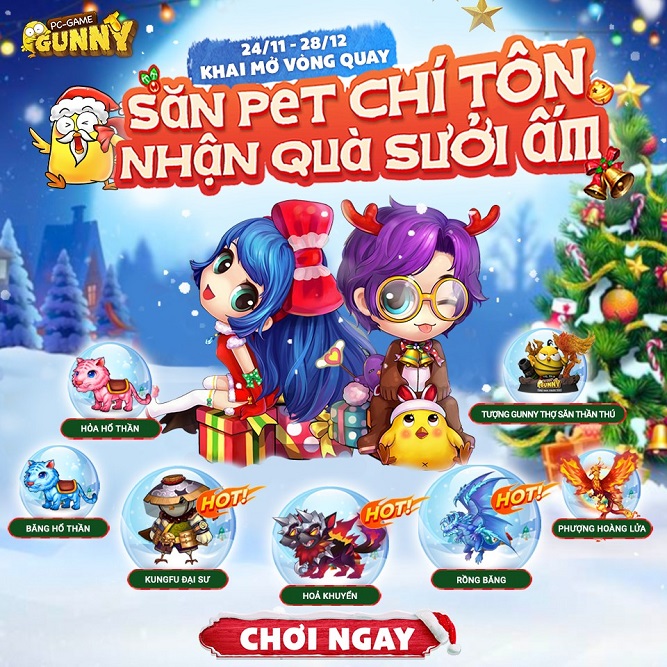 PC-GAME
GUNNY
24/11 - 28/12
KHAI MỞ VÒNG QUAY
SĂN PET CHÍ TÔN
NHẬN QUÀ SƯỞI ẤM
HỎA HỔ THẦN
GUNNY
TƯỢNG GUNNY THỢ SĂN THẦN THÚ
BĂNG HỔ THẦN
HOT!
KUNGFU ĐẠI SƯ
HOT!
HOẢ KHUYỂN
HOT!
RỒNG BĂNG
PHƯỢNG HOÀNG LỬA
CHƠI NGAY